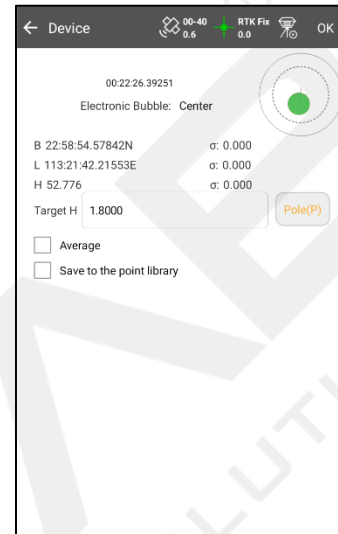 Device 00-40 0.6 RTK Fix 0.0 OK
00:22:26.39251
Electronic Bubble: Center
B 22:58:54.57842N σ: 0.000
L 113:21:42.21553E σ: 0.000
H 52.776 σ: 0.000
Target H 1.8000 Pole(P)
Average
Save to the point library